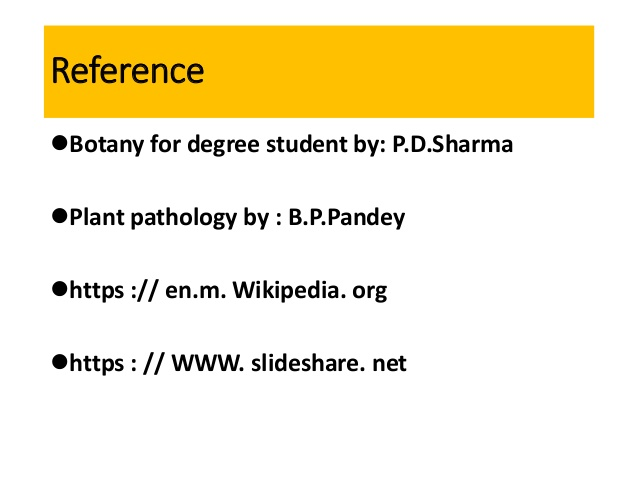 Reference
●Botany for degree student by: P.D.Sharma
●Plant pathology by : B.P.Pandey
●https :// en.m. Wikipedia. org
●https : // WWW. slideshare. net